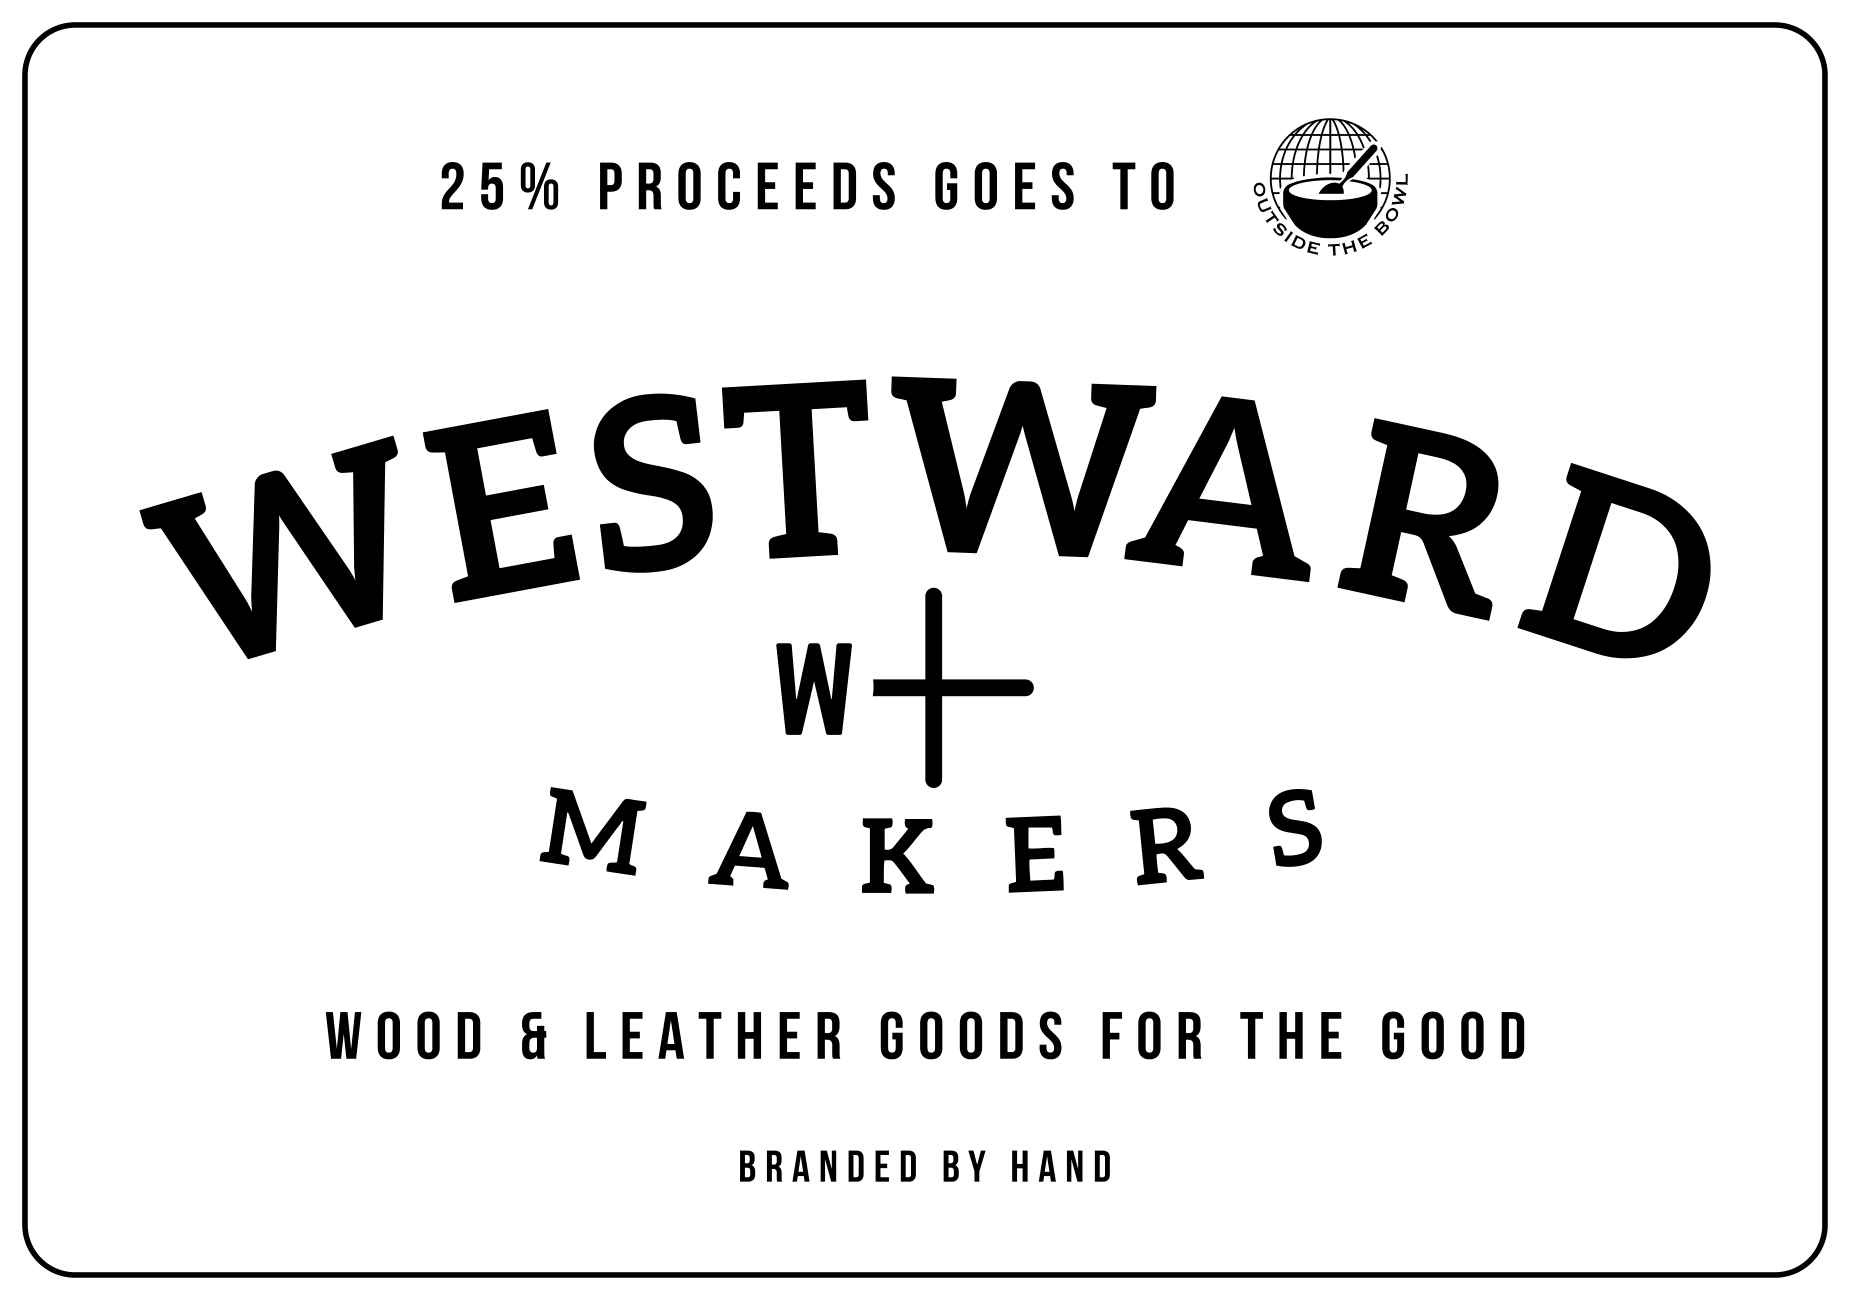 25% PROCEEDS GOES TO
OUTSIDE THE BOWL
WESTWARD
W
MAKERS
WOOD & LEATHER GOODS FOR THE GOOD
BRANDED BY HAND